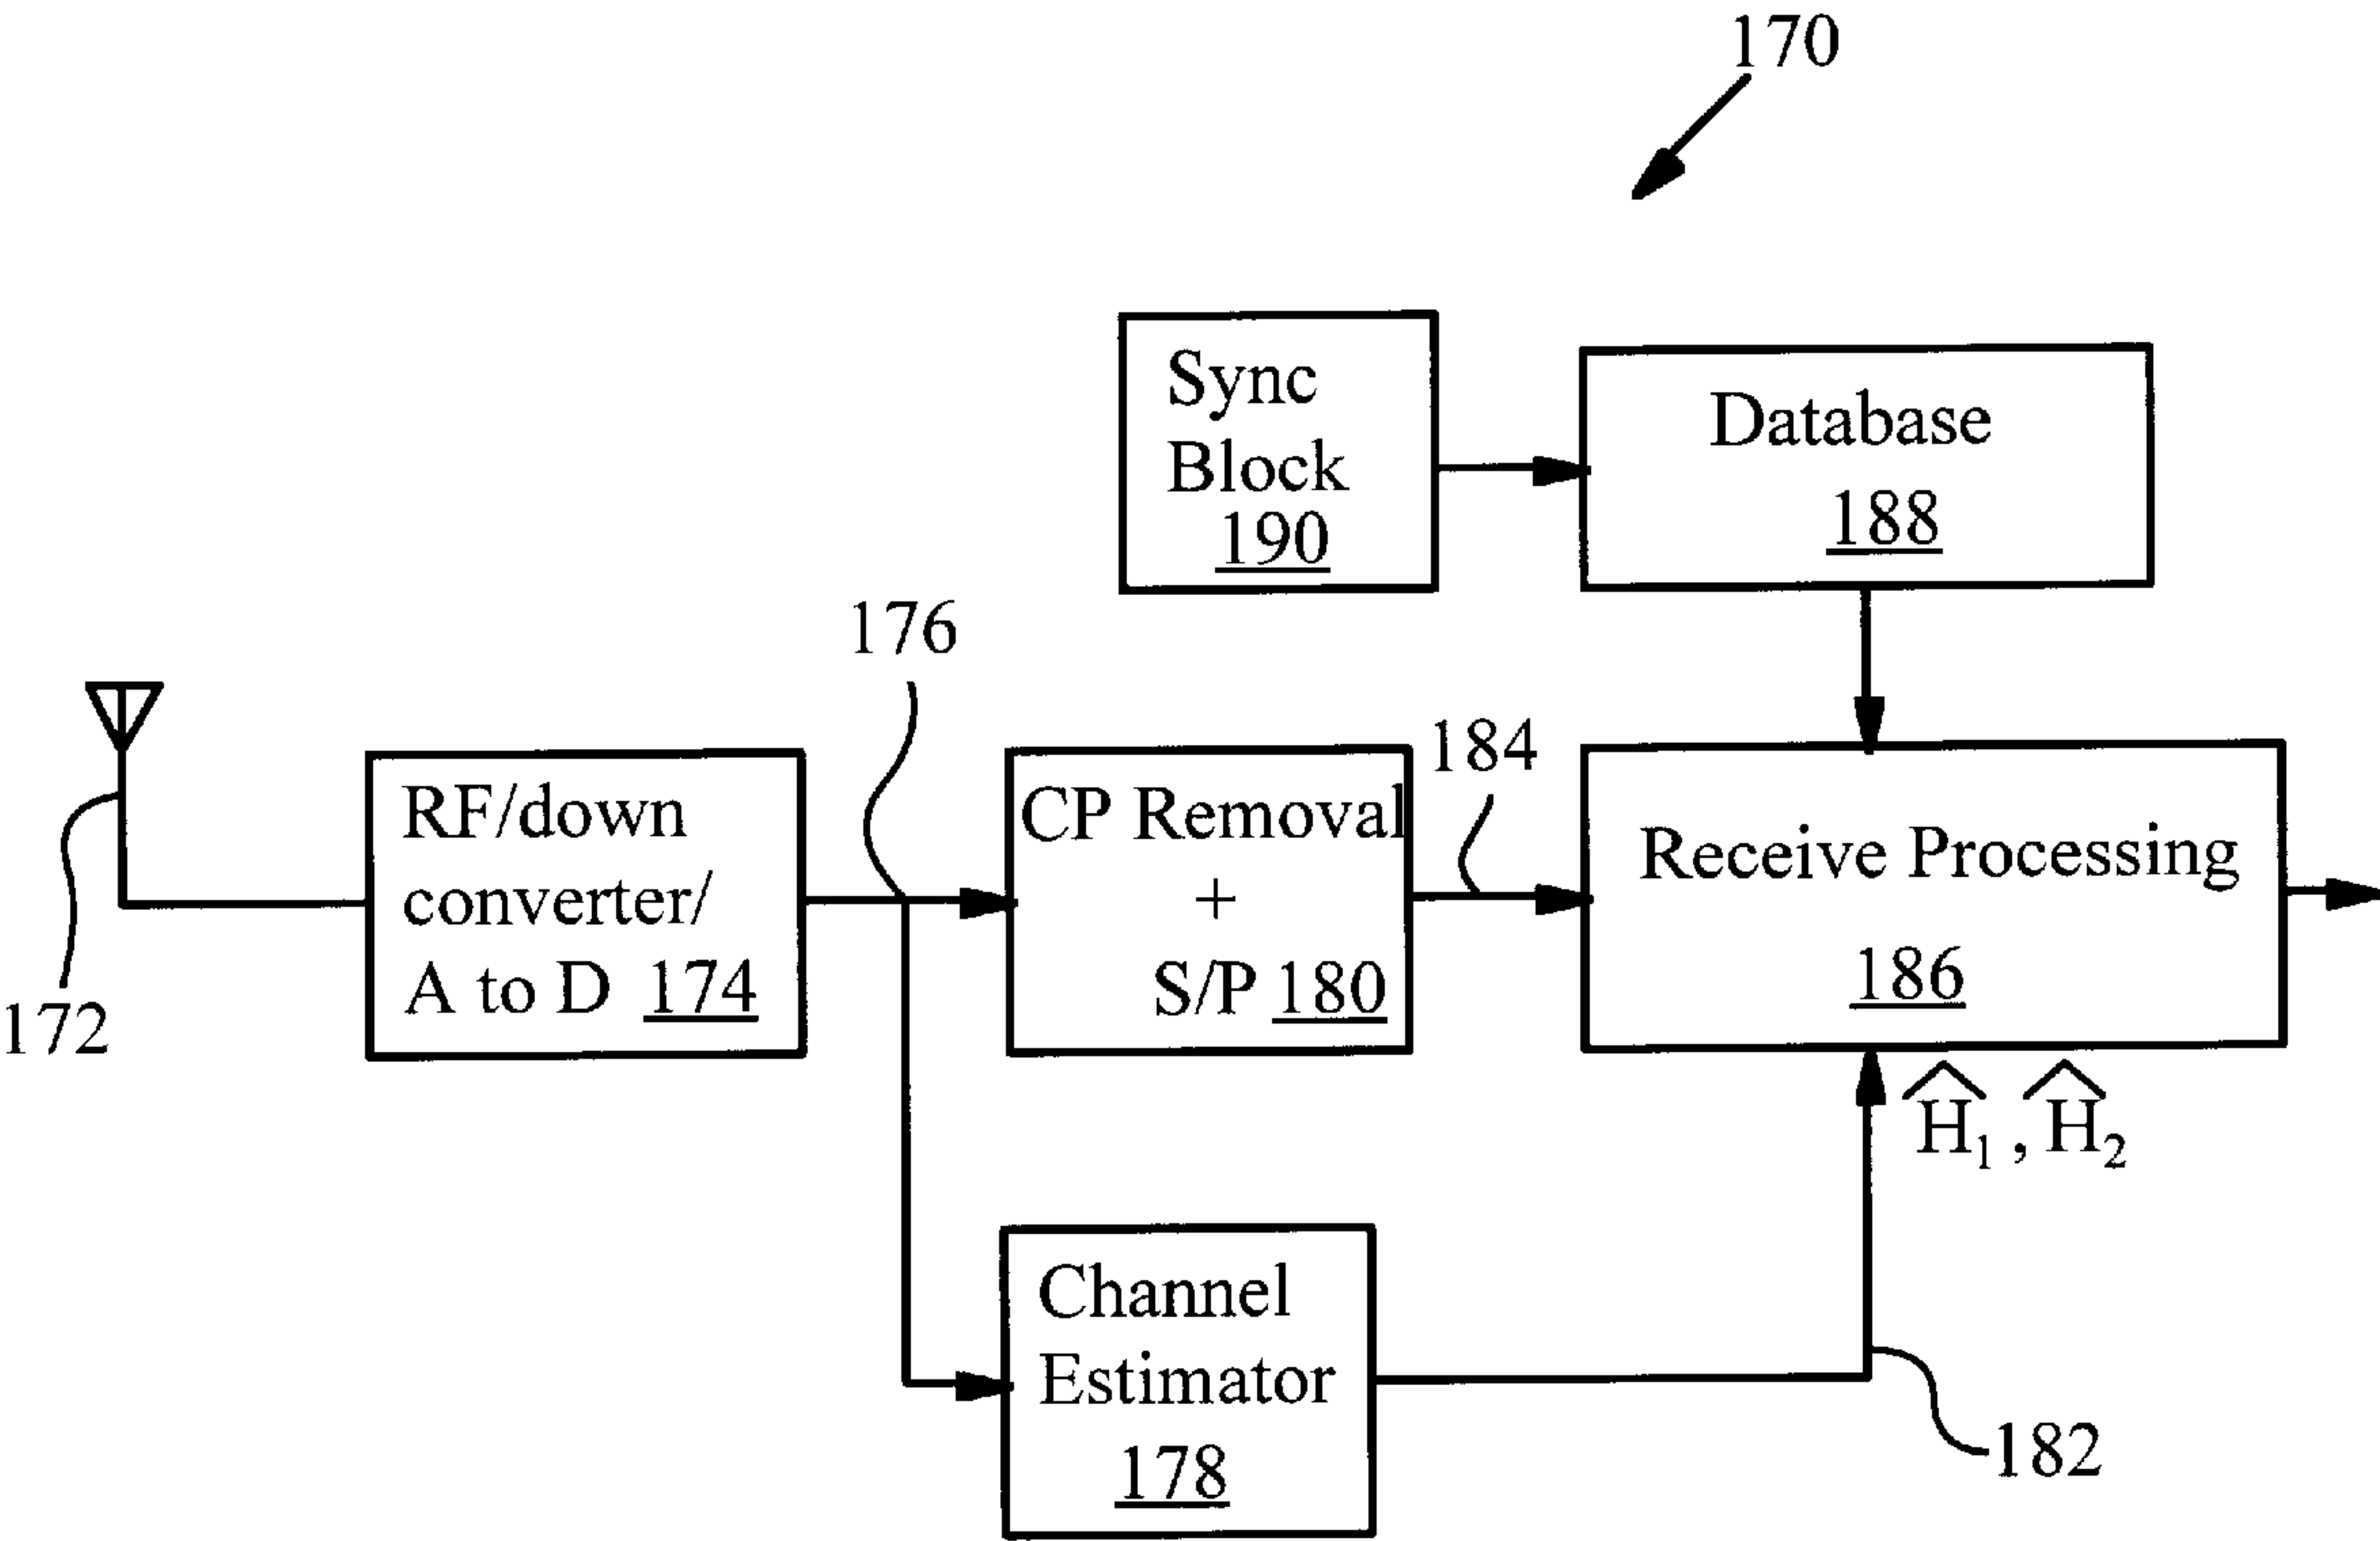 170
Sync
Block
190
Database
188
176
184
172
RF/down
converter/
A to D 174
CP Removal
+
S/P 180
Receive Processing
186
Ĥ₁ , Ĥ₂
Channel
Estimator
178
182